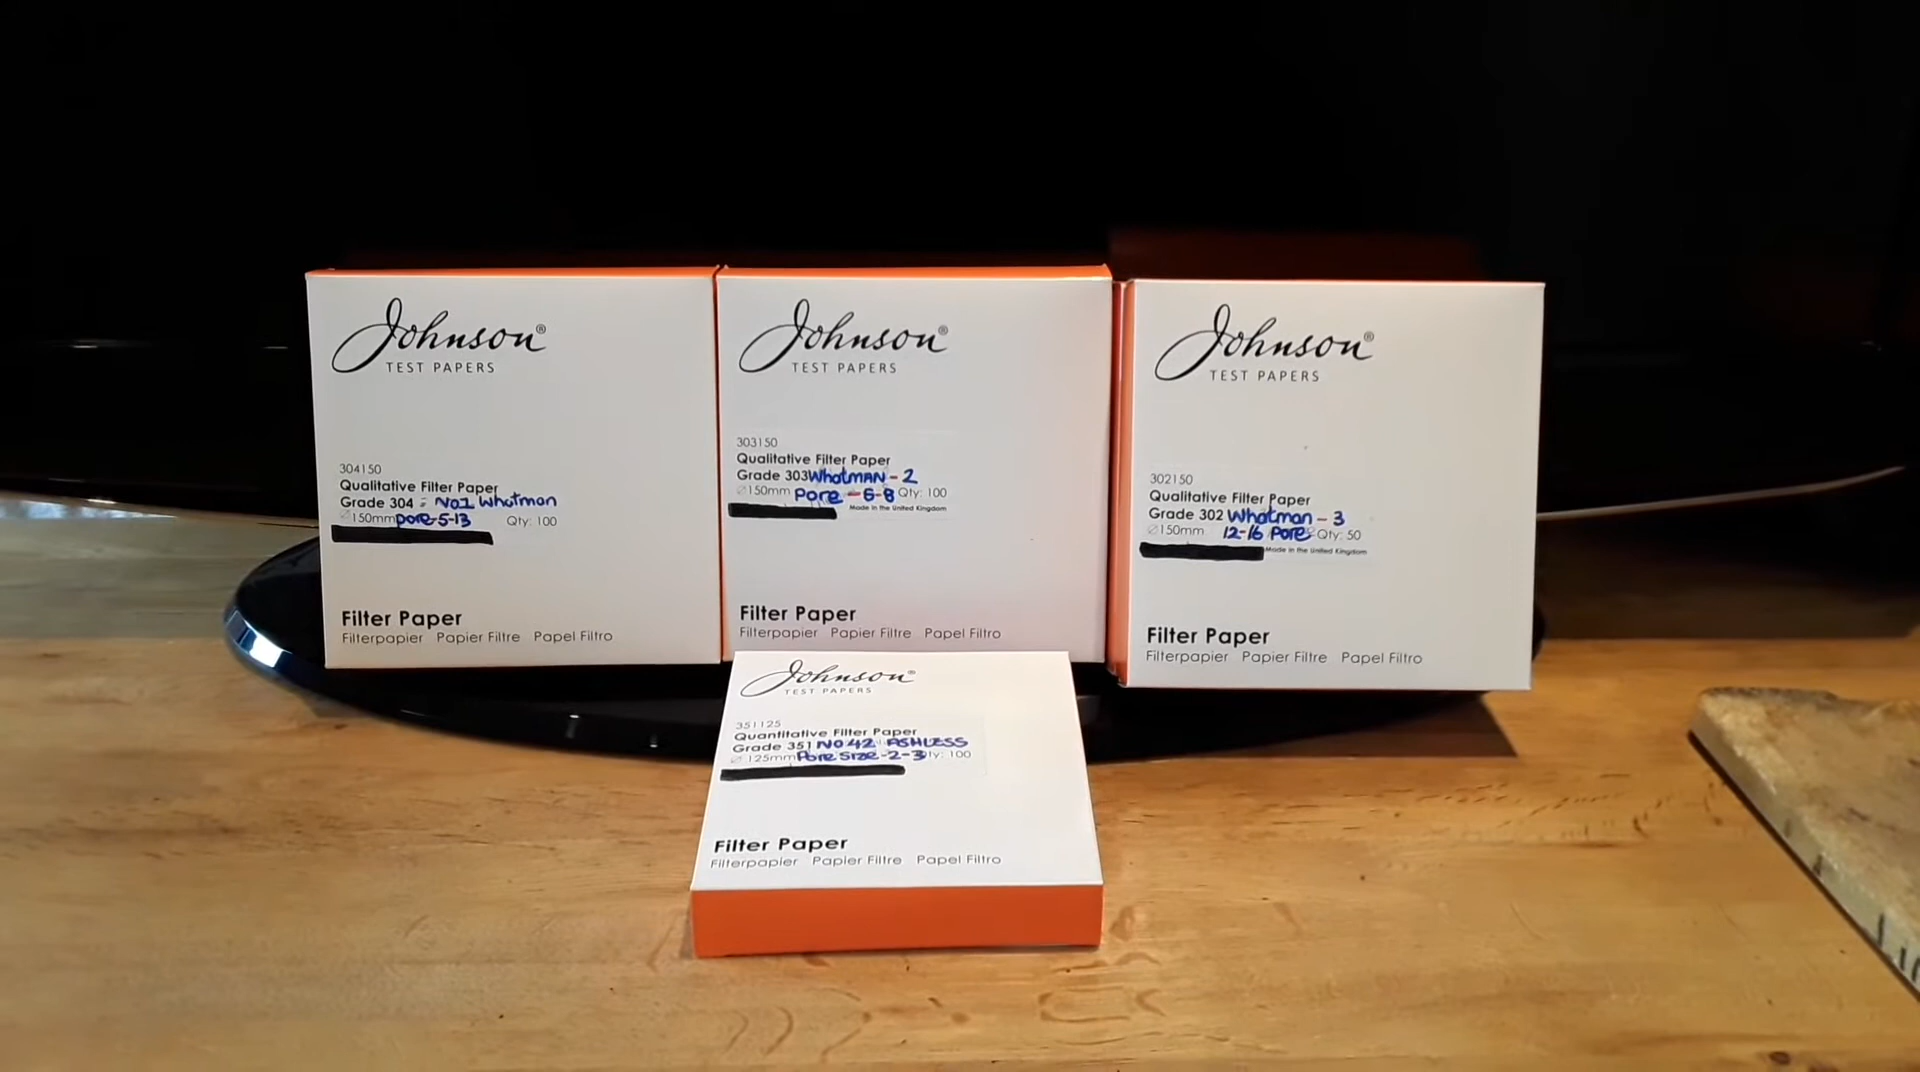 Johnson®
TEST PAPERS
304150
Qualitative Filter Paper
Grade 304 = NO1 Whatman
∅150mm pore-5-13 Qty: 100
Filter Paper
Filterpapier Papier Filtre Papel Filtro
Johnson®
TEST PAPERS
303150
Qualitative Filter Paper
Grade 303 Whatman - 2
∅150mm Pore - 6-8 Qty: 100
Made in the United Kingdom
Filter Paper
Filterpapier Papier Filtre Papel Filtro
Johnson®
TEST PAPERS
302150
Qualitative Filter Paper
Grade 302 Whatman - 3
∅150mm 12-16 Pore Qty: 50
Made in the United Kingdom
Filter Paper
Filterpapier Papier Filtre Papel Filtro
Johnson®
TEST PAPERS
351125
Quantitative Filter Paper
Grade 351 NO 42 ASHLESS
∅ 125mm Pore Size-2-3 Qty: 100
Filter Paper
Filterpapier Papier Filtre Papel Filtro